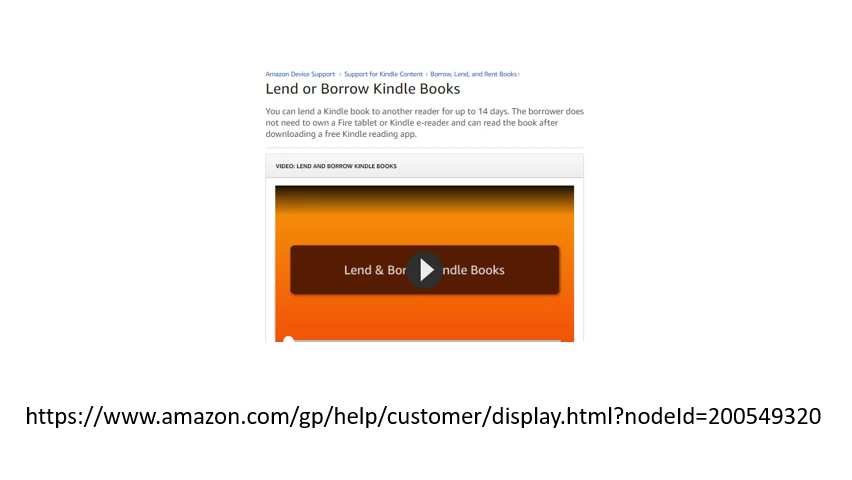 Amazon Device Support › Support for Kindle Content › Borrow, Lend, and Rent Books›
Lend or Borrow Kindle Books
You can lend a Kindle book to another reader for up to 14 days. The borrower does
not need to own a Fire tablet or Kindle e-reader and can read the book after
downloading a free Kindle reading app.
VIDEO: LEND AND BORROW KINDLE BOOKS
Lend & Bor ndle Books
https://www.amazon.com/gp/help/customer/display.html?nodeId=200549320